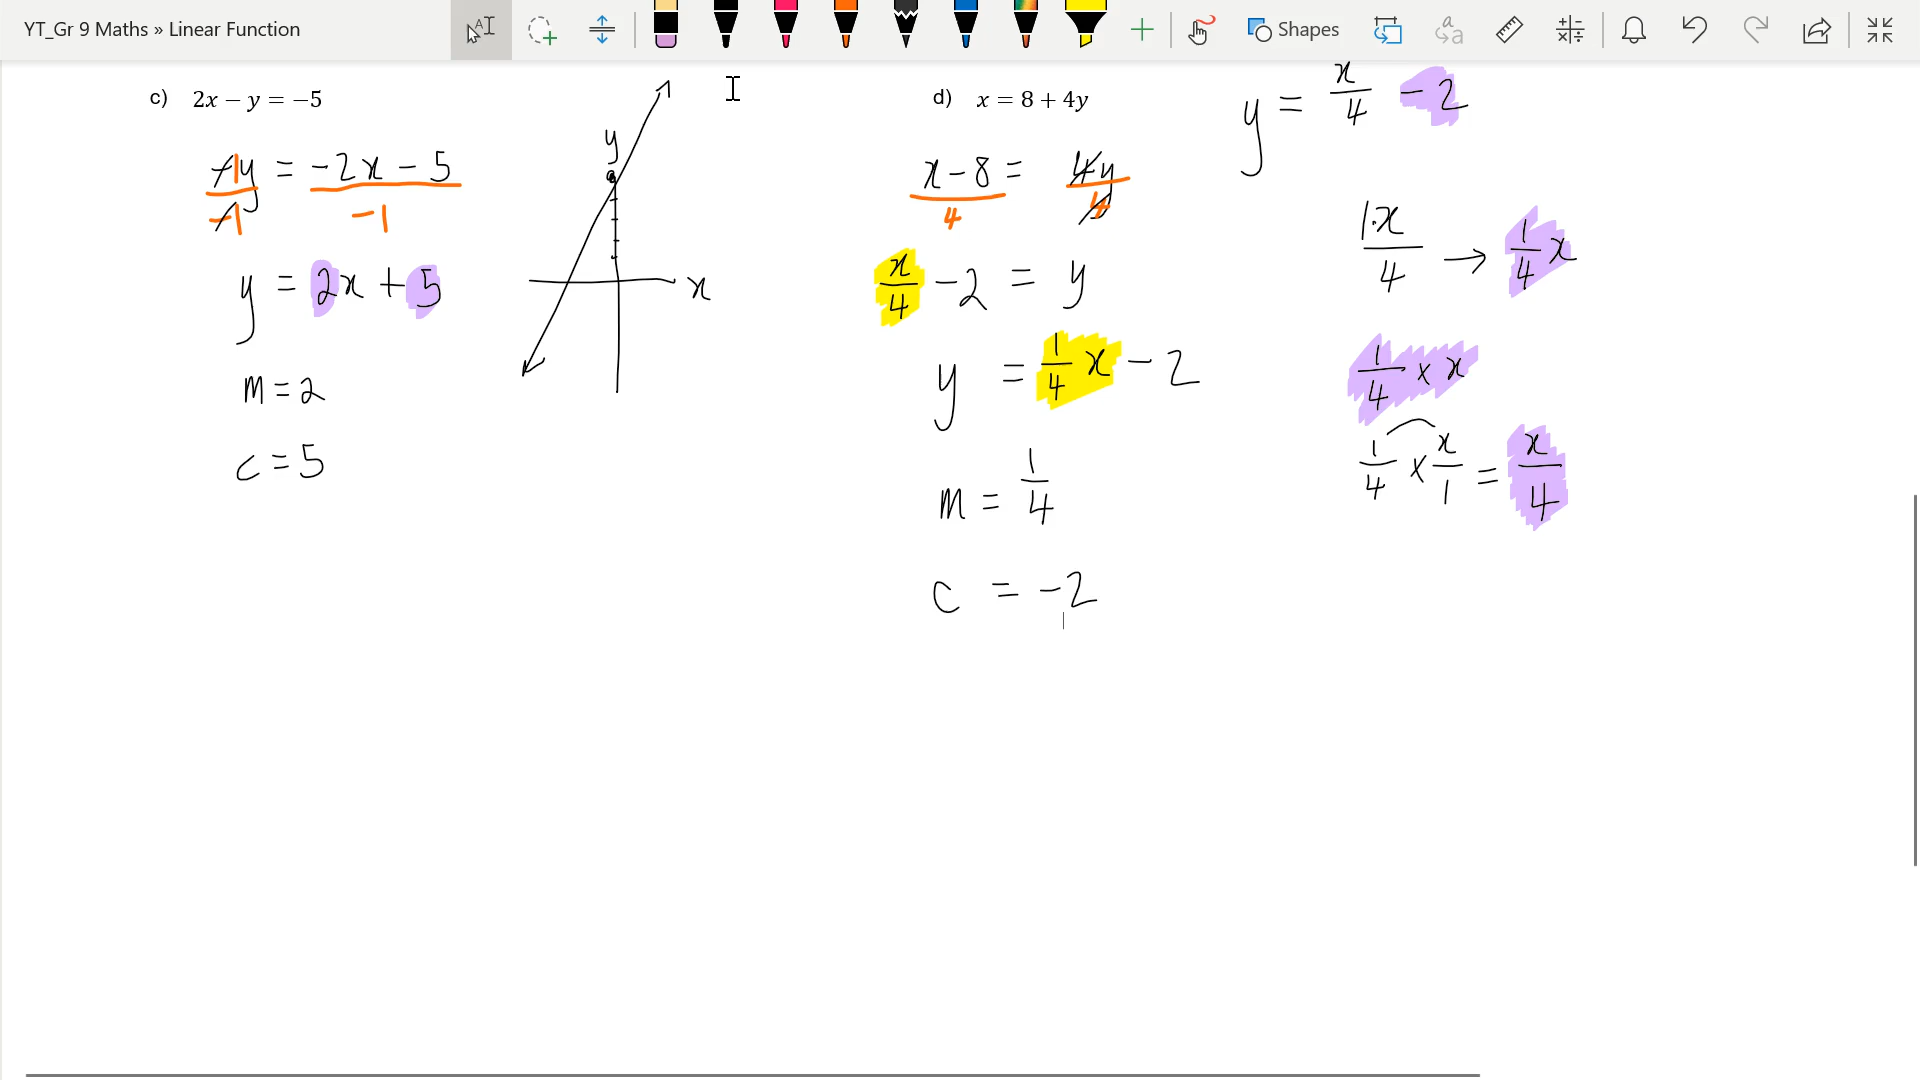 YT_Gr 9 Maths » Linear Function
Shapes
c) 2x − y = −5
-1y = -2x - 5
-1 -1
y = 2x + 5
m = 2
c = 5
y
x
d) x = 8 + 4y
x - 8 = 4y
4 4
x/4 - 2 = y
y = 1/4 x - 2
m = 1/4
c = -2
y = x/4 - 2
1·x/4 → 1/4 x
1/4 × x
1/4 × x/1 = x/4